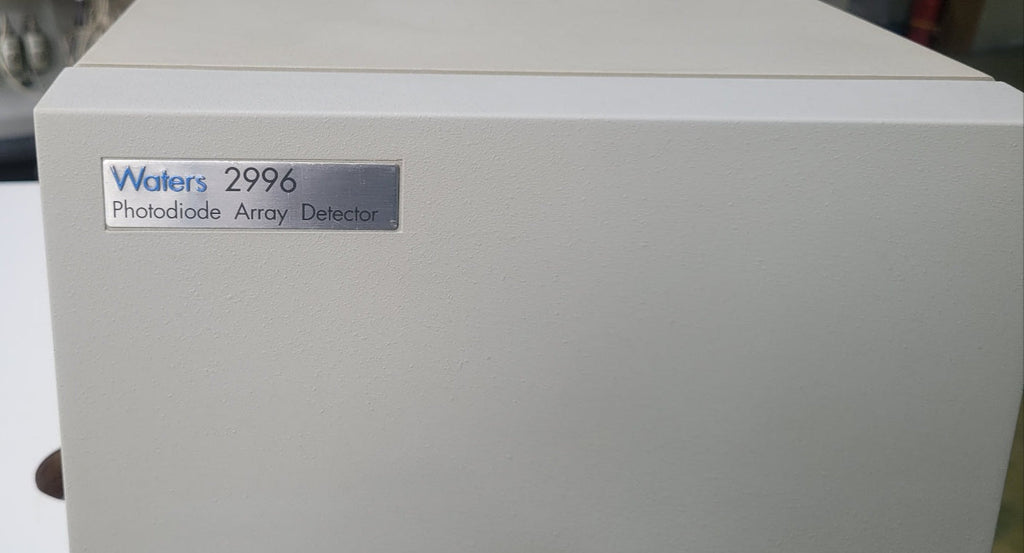 Waters 2996
Photodiode Array Detector